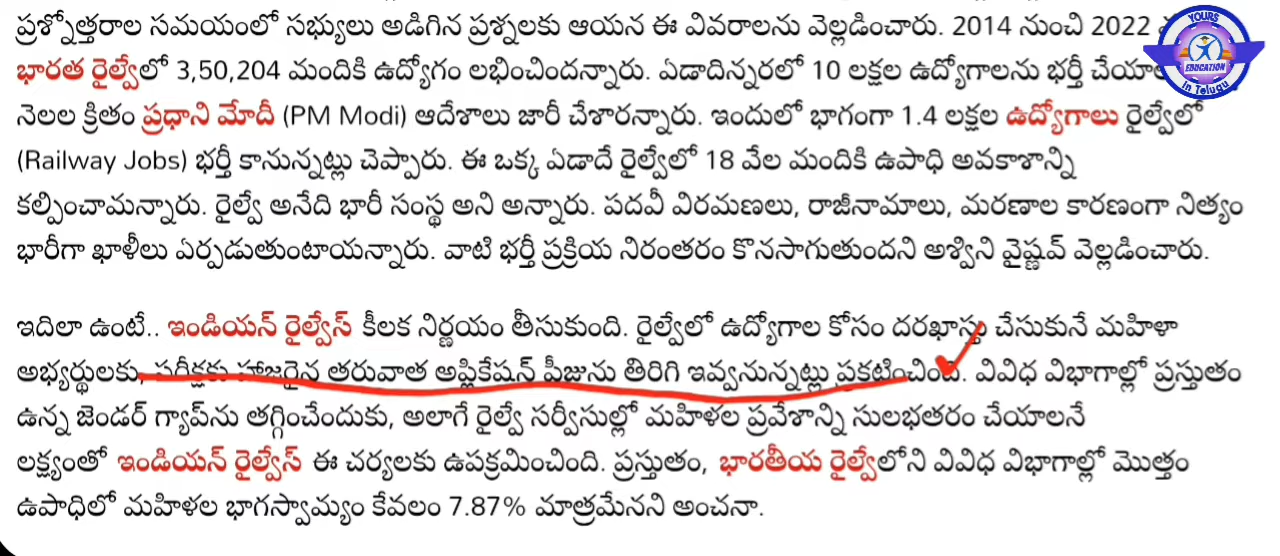 ప్రశ్నోత్తరాల సమయంలో సభ్యులు అడిగిన ప్రశ్నలకు ఆయన ఈ వివరాలను వెల్లడించారు. 2014 నుంచి 2022
భారత రైల్వేలో 3,50,204 మందికి ఉద్యోగం లభించిందన్నారు. ఏడాదిన్నరలో 10 లక్షల ఉద్యోగాలను భర్తీ
నెలల క్రితం ప్రధాని మోదీ (PM Modi) ఆదేశాలు జారీ చేశారన్నారు. ఇందులో భాగంగా 1.4 లక్షల ఉద్యోగాలు రైల్వేలో
(Railway Jobs) భర్తీ కానున్నట్లు చెప్పారు. ఈ ఒక్క ఏడాదే రైల్వేలో 18 వేల మందికి ఉపాధి అవకాశాన్ని
కల్పించామన్నారు. రైల్వే అనేది భారీ సంస్థ అని అన్నారు. పదవీ విరమణలు, రాజీనామాలు, మరణాల కారణంగా నిత్యం
భారీగా ఖాళీలు ఏర్పడుతుంటాయన్నారు. వాటి భర్తీ ప్రక్రియ నిరంతరం కొనసాగుతుందని అశ్విని వైష్ణవ్ వెల్లడించారు.
ఇదిలా ఉంటే.. ఇండియన్ రైల్వేస్ కీలక నిర్ణయం తీసుకుంది. రైల్వేలో ఉద్యోగాల కోసం దరఖాస్తు చేసుకునే మహిళా
అభ్యర్థులకు, పరీక్షకు హాజరైన తరువాత అప్లికేషన్ ఫీజును తిరిగి ఇవ్వనున్నట్లు ప్రకటించింది. వివిధ విభాగాల్లో ప్రస్తుతం
ఉన్న జెండర్ గ్యాప్‌ను తగ్గించేందుకు, అలాగే రైల్వే సర్వీసుల్లో మహిళల ప్రవేశాన్ని సులభతరం చేయాలనే
లక్ష్యంతో ఇండియన్ రైల్వేస్ ఈ చర్యలకు ఉపక్రమించింది. ప్రస్తుతం, భారతీయ రైల్వేలోని వివిధ విభాగాల్లో మొత్తం
ఉపాధిలో మహిళల భాగస్వామ్యం కేవలం 7.87% మాత్రమేనని అంచనా.
YOURS
EDUCATION
in Telugu